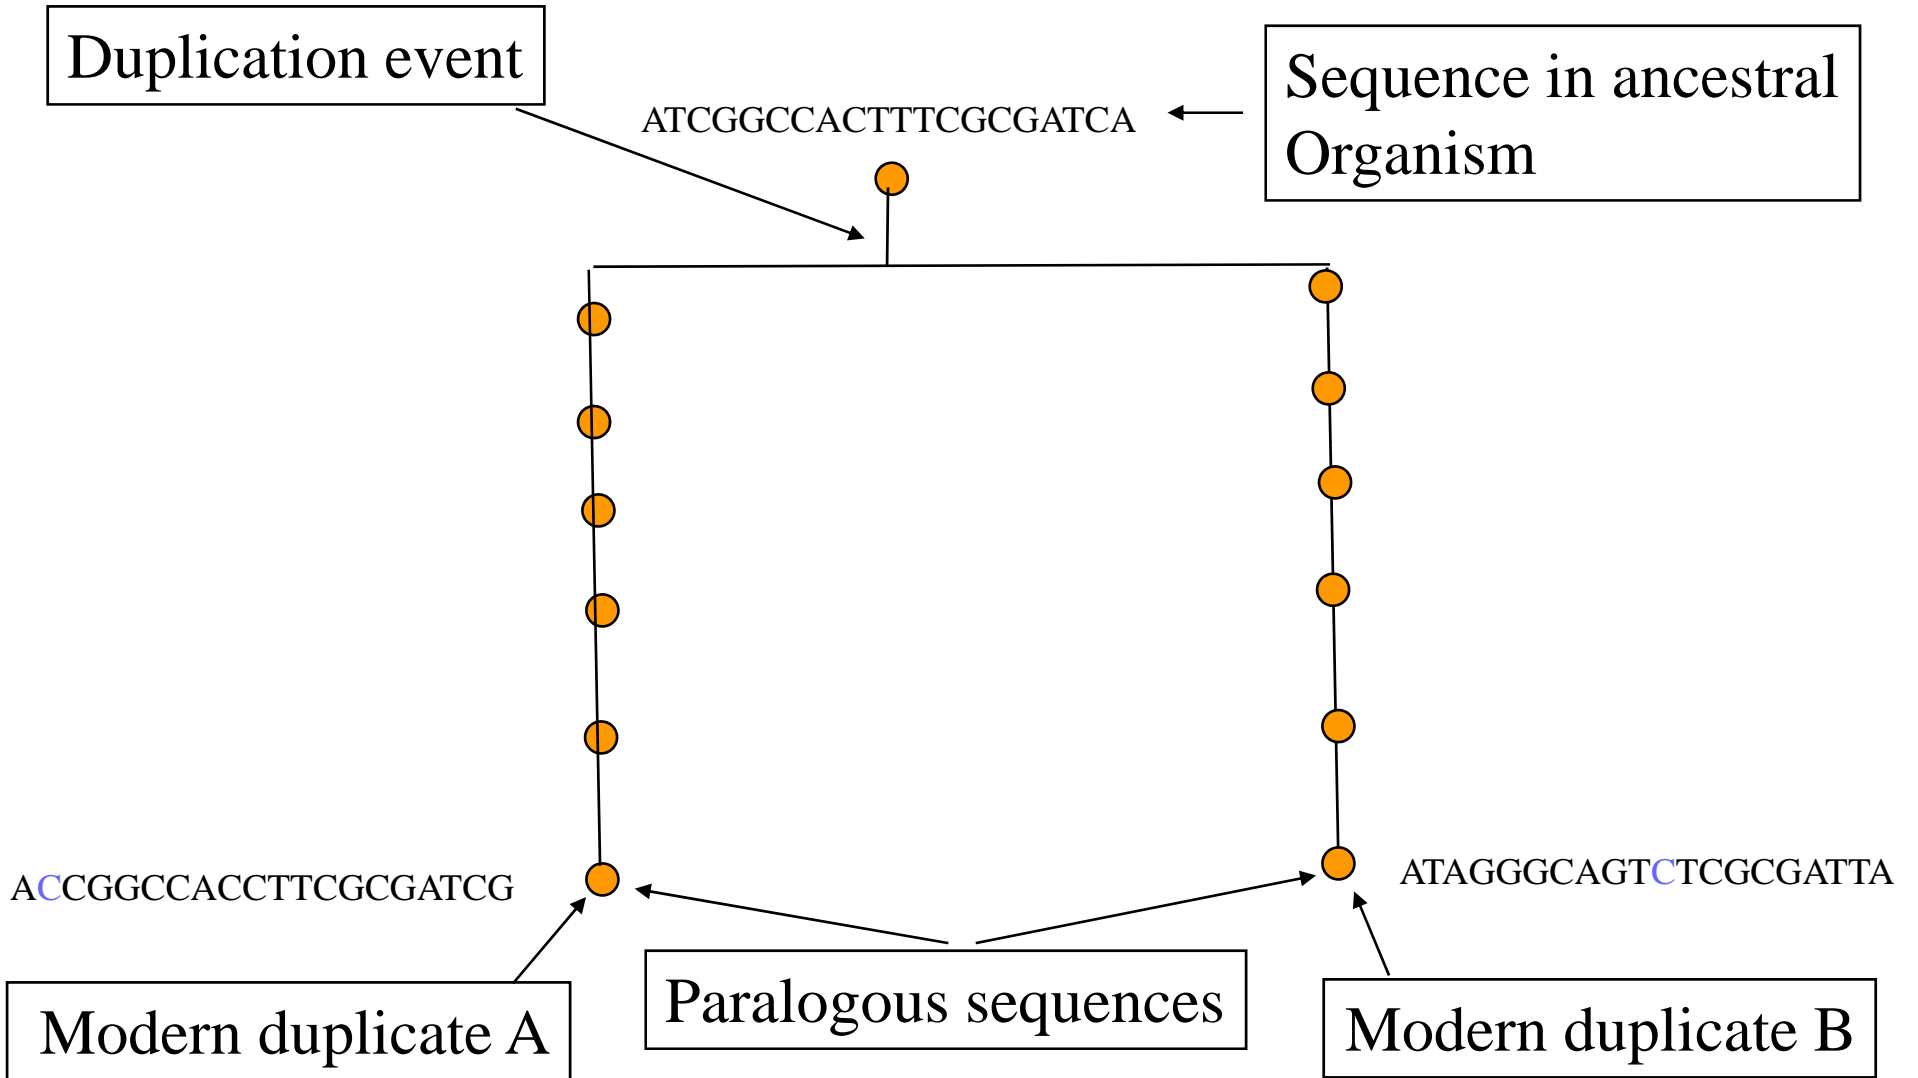 Duplication event
Sequence in ancestral
Organism
ATCGGCCACTTTCGCGATCA
ACCGGCCACCTTCGCGATCG
ATAGGGCAGTCTCGCGATTA
Modern duplicate A
Paralogous sequences
Modern duplicate B